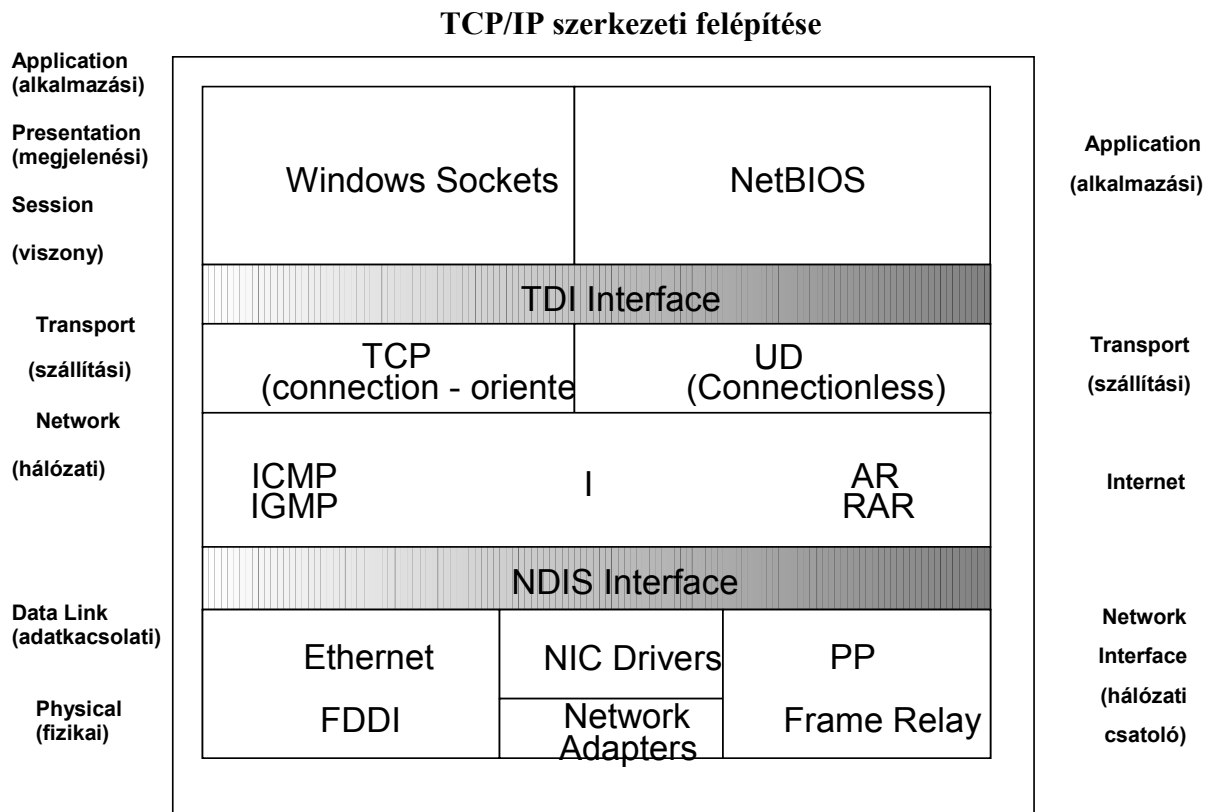 TCP/IP szerkezeti felépítése
Application
(alkalmazási)
Presentation
(megjelenési)
Session
(viszony)
Transport
(szállítási)
Network
(hálózati)
Data Link
(adatkacsolati)
Physical
(fizikai)
Windows Sockets
NetBIOS
TDI Interface
TCP
(connection - oriente
UD
(Connectionless)
ICMP
IGMP
I
AR
RAR
NDIS Interface
Ethernet
FDDI
NIC Drivers
Network
Adapters
PP
Frame Relay
Application
(alkalmazási)
Transport
(szállítási)
Internet
Network
Interface
(hálózati
csatoló)